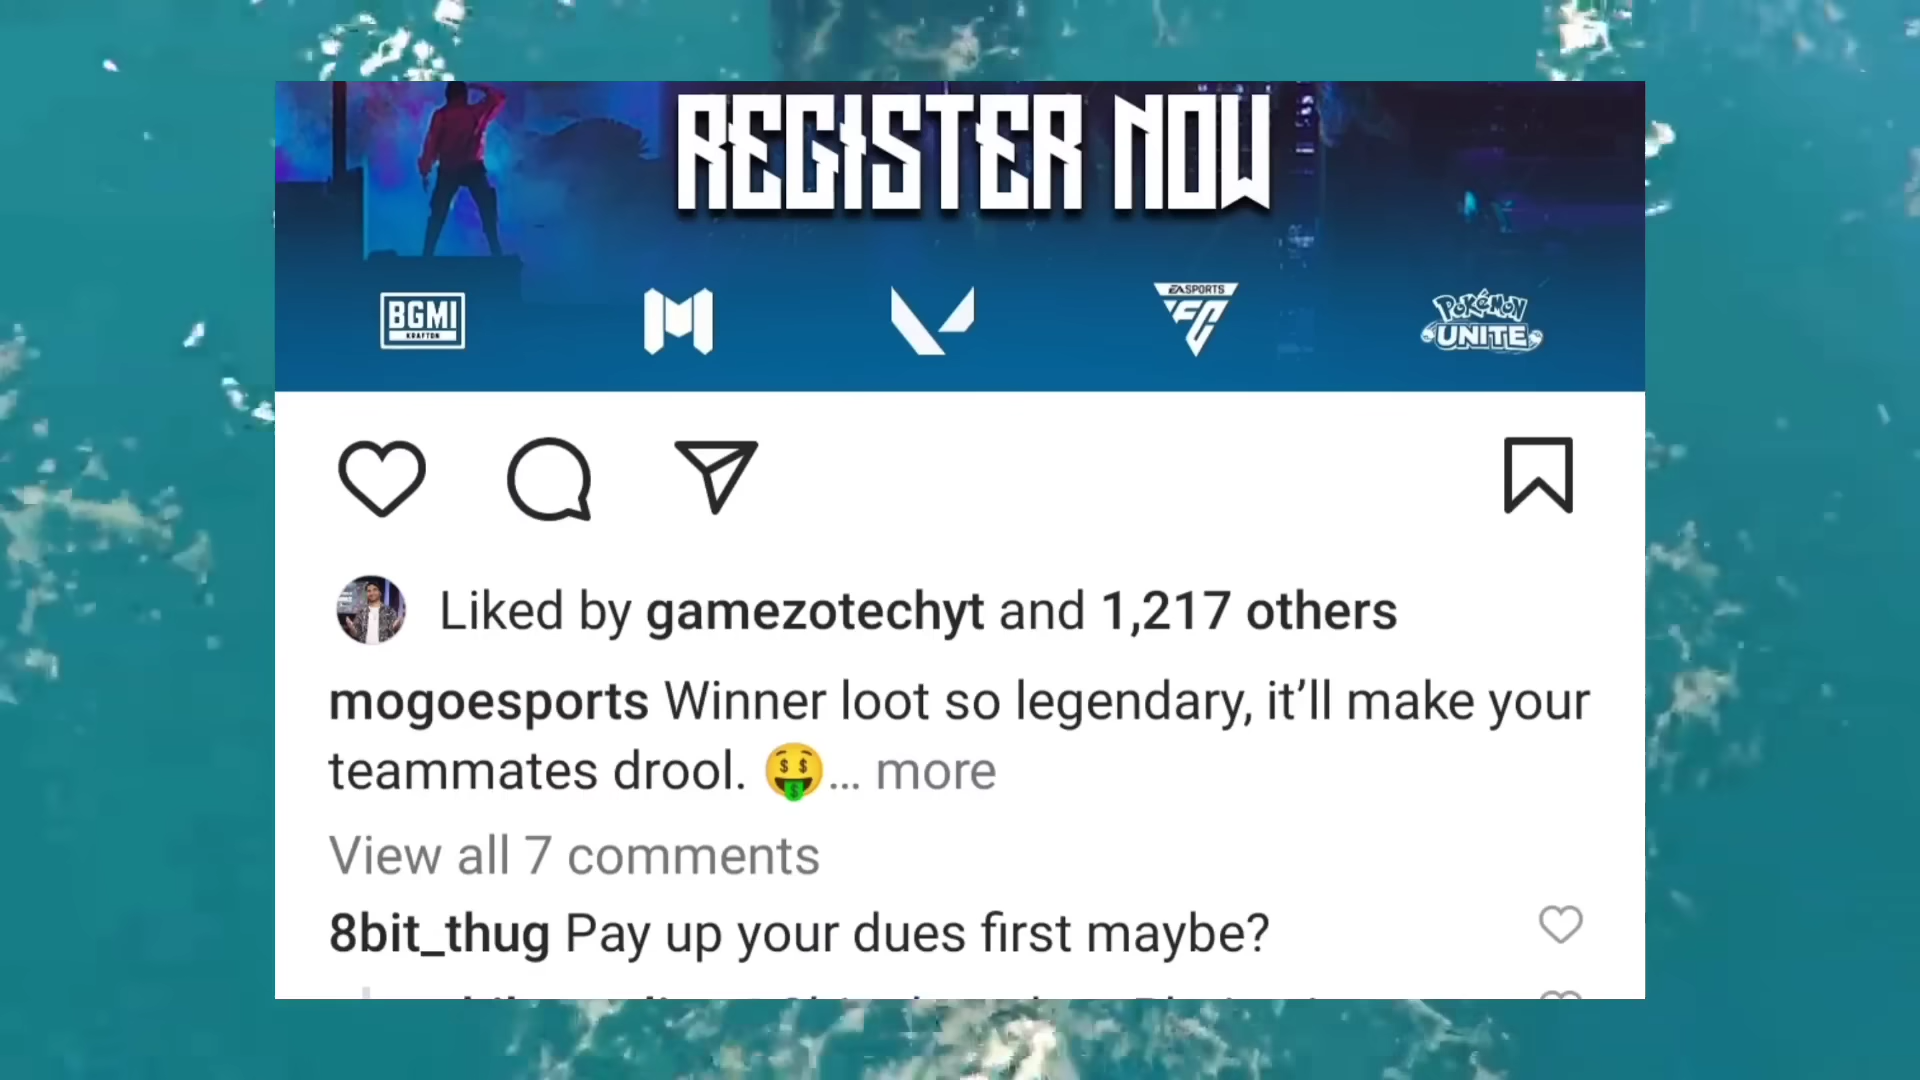 REGISTER NOW
BGMI
KRAFTON
EA SPORTS
FC
POKéMON
UNITE
Liked by gamezotechyt and 1,217 others
mogoesports Winner loot so legendary, it’ll make your
teammates drool. 🤑... more
View all 7 comments
8bit_thug Pay up your dues first maybe?